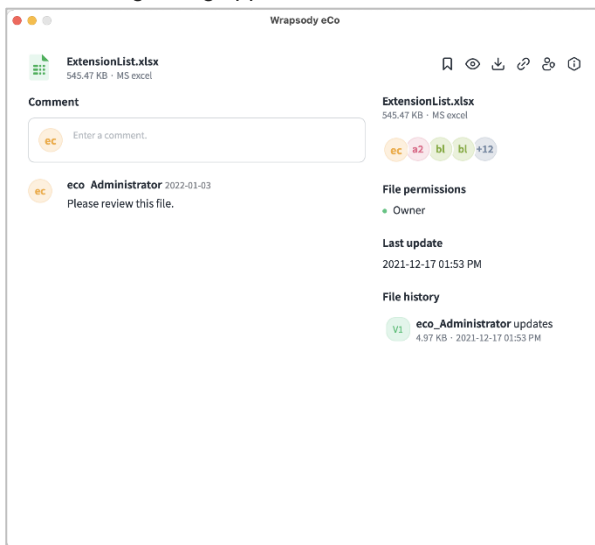 Wrapsody eCo
ExtensionList.xlsx
545.47 KB · MS excel
Comment
ec
Enter a comment.
ec
eco Administrator 2022-01-03
Please review this file.
ExtensionList.xlsx
545.47 KB · MS excel
ec a2 bl bl +12
File permissions
Owner
Last update
2021-12-17 01:53 PM
File history
V1
eco_Administrator updates
4.97 KB · 2021-12-17 01:53 PM